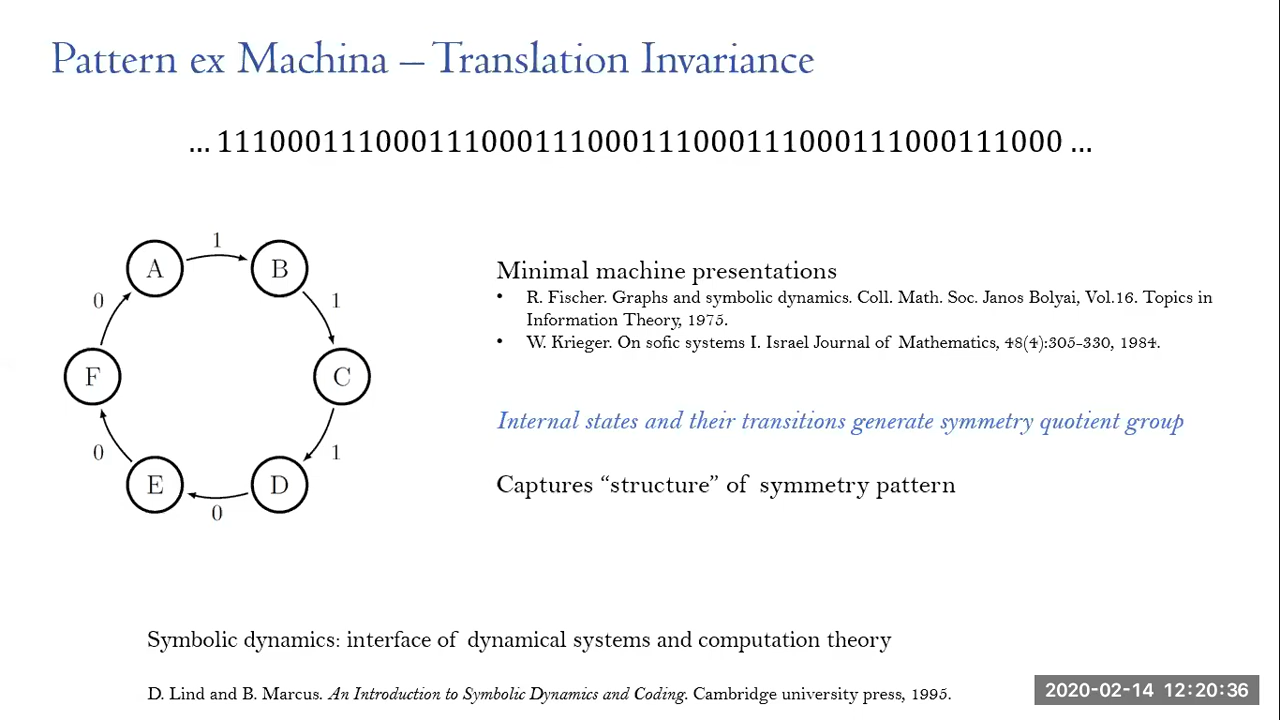 Pattern ex Machina – Translation Invariance
... 111000111000111000111000111000111000111000111000 ...
1
A
B
0
1
Minimal machine presentations
• R. Fischer. Graphs and symbolic dynamics. Coll. Math. Soc. Janos Bolyai, Vol.16. Topics in
Information Theory, 1975.
• W. Krieger. On sofic systems I. Israel Journal of Mathematics, 48(4):305-330, 1984.
F
C
Internal states and their transitions generate symmetry quotient group
0
1
E
D
Captures “structure” of symmetry pattern
0
Symbolic dynamics: interface of dynamical systems and computation theory
D. Lind and B. Marcus. An Introduction to Symbolic Dynamics and Coding. Cambridge university press, 1995.
2020-02-14 12:20:36